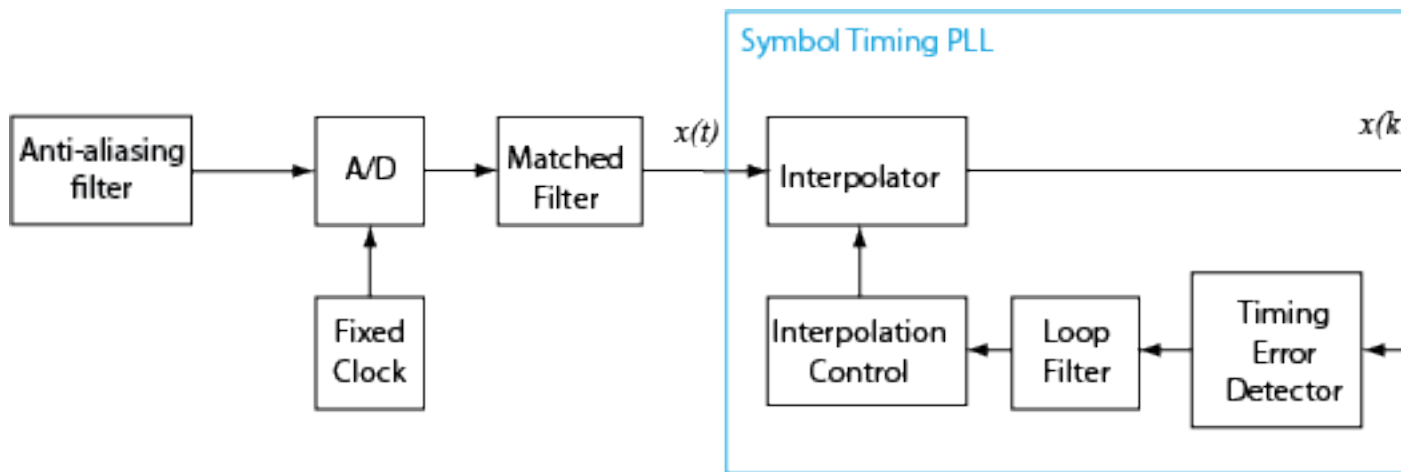 Symbol Timing PLL
Anti-aliasing
filter
A/D
Matched
Filter
x(t)
Interpolator
x(k
Fixed
Clock
Interpolation
Control
Loop
Filter
Timing
Error
Detector